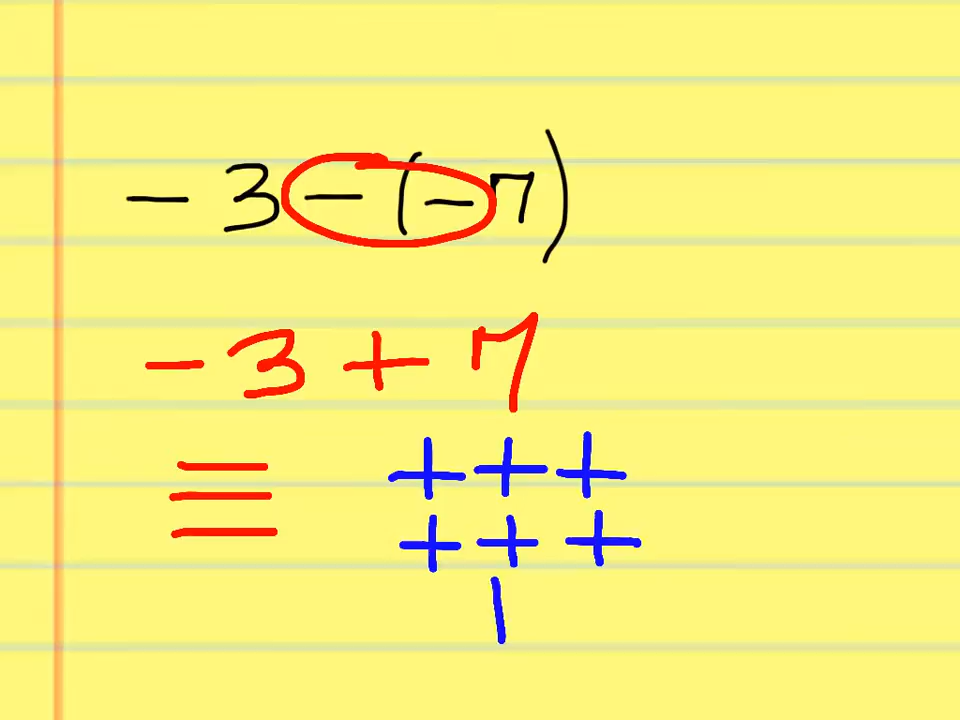 - 3 - (-7)
- 3 + 7
- + + +
- + + +
- |